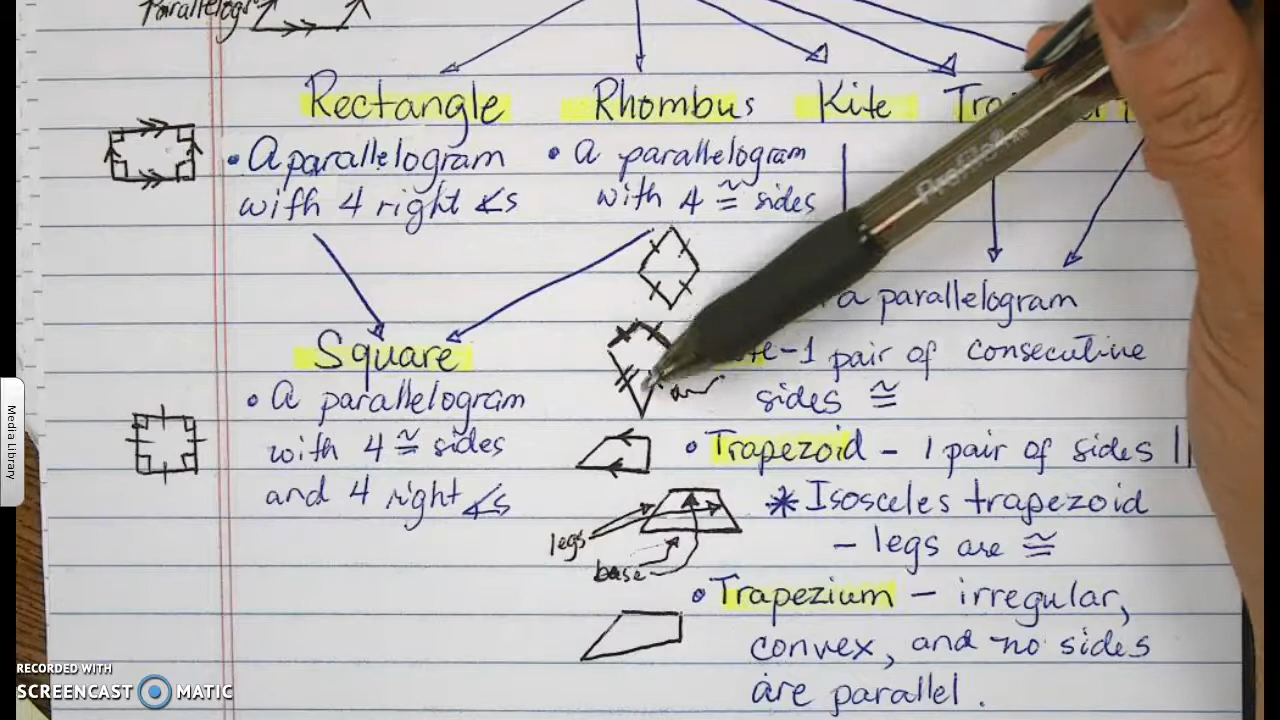 Parallelogr
Rectangle
Rhombus
Kite
• A parallelogram
with 4 right ∡s
• A parallelogram
with 4 ≅ sides
a parallelogram
Square
• A parallelogram
with 4 ≅ sides
and 4 right ∡s
-1 pair of consecutive
sides ≅
• Trapezoid - 1 pair of sides ||
* Isosceles trapezoid
- legs are ≅
legs
base
• Trapezium - irregular,
convex, and no sides
are parallel.
Media Library
RECORDED WITH
SCREENCAST MATIC